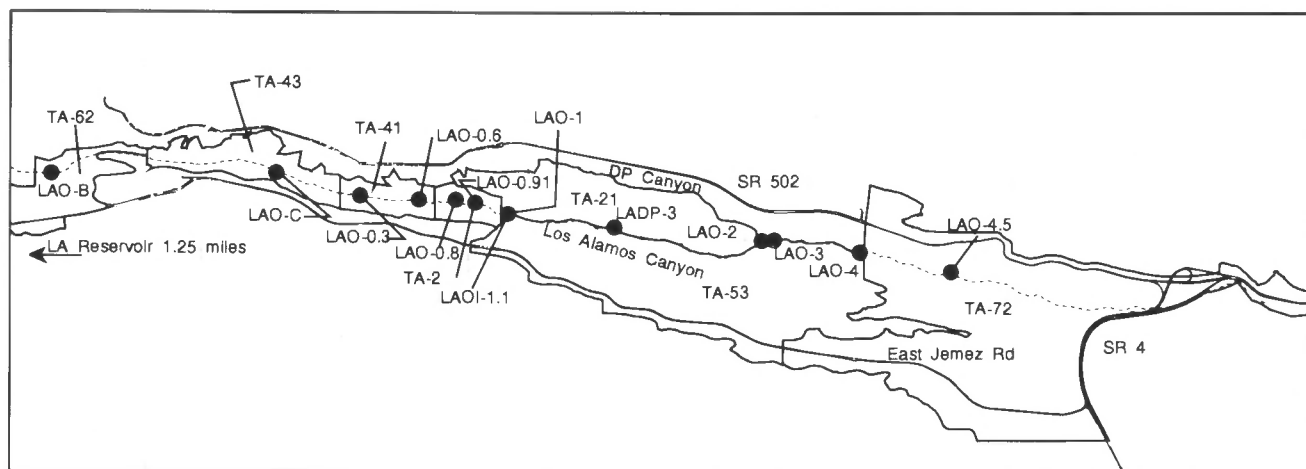 TA-43
TA-62
TA-41
LAO-0.6
LAO-1
LAO-0.91
DP Canyon
SR 502
LAO-B
LAO-C
TA-21
LADP-3
LAO-2
LAO-4.5
LA Reservoir 1.25 miles
LAO-0.3
LAO-0.8
TA-2
LAOI-1.1
Los Alamos Canyon
LAO-3
LAO-4
TA-53
TA-72
East Jemez Rd
SR 4